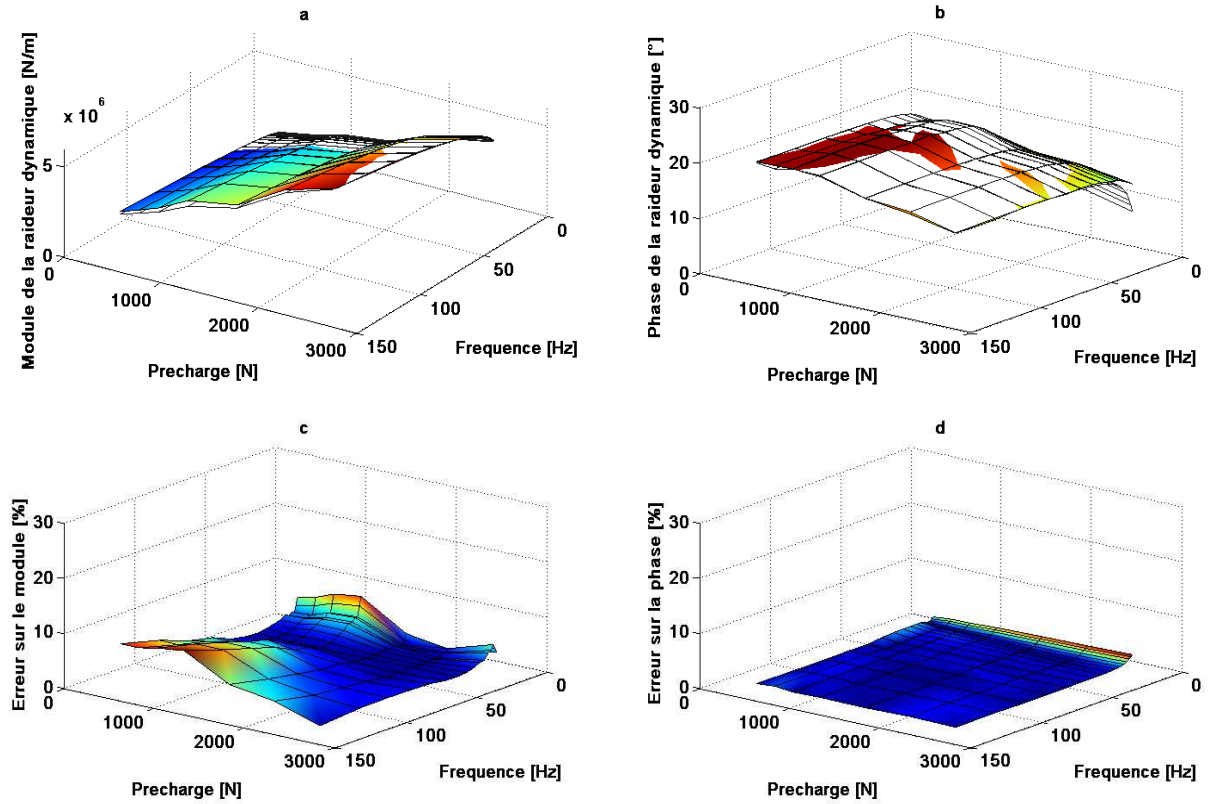 a
Module de la raideur dynamique [N/m]
x 10^6
5
0
0
1000
2000
3000
Precharge [N]
150
100
50
0
Frequence [Hz]
b
Phase de la raideur dynamique [°]
30
20
10
0
0
1000
2000
3000
Precharge [N]
150
100
50
0
Frequence [Hz]
c
Erreur sur le module [%]
30
20
10
0
0
1000
2000
3000
Precharge [N]
150
100
50
0
Frequence [Hz]
d
Erreur sur la phase [%]
30
20
10
0
0
1000
2000
3000
Precharge [N]
150
100
50
0
Frequence [Hz]